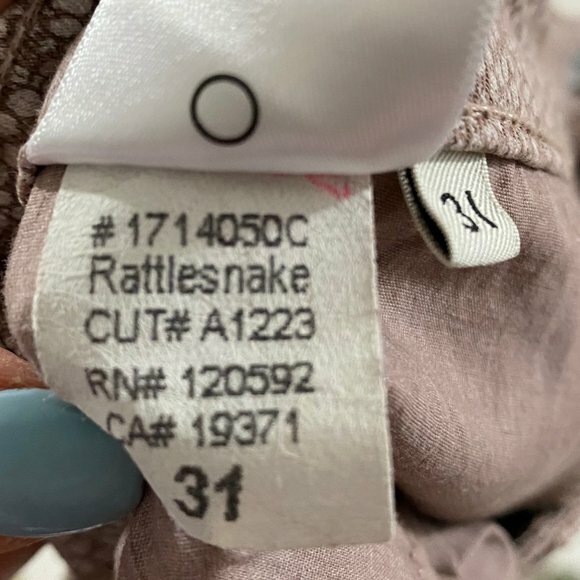 # 1714050C
Rattlesnake
CUT# A1223
RN# 120592
CA# 19371
31
31